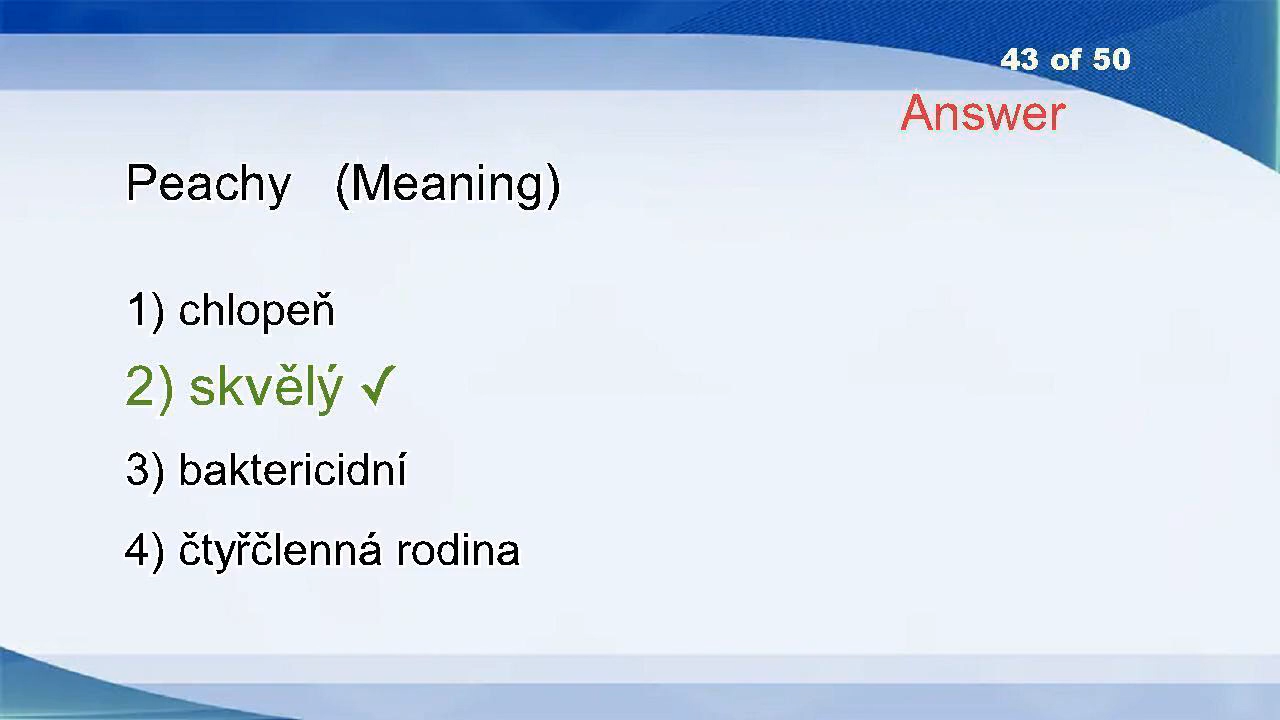 43 of 50
Answer
Peachy (Meaning)
1) chlopeň
2) skvělý ✓
3) baktericidní
4) čtyřčlenná rodina